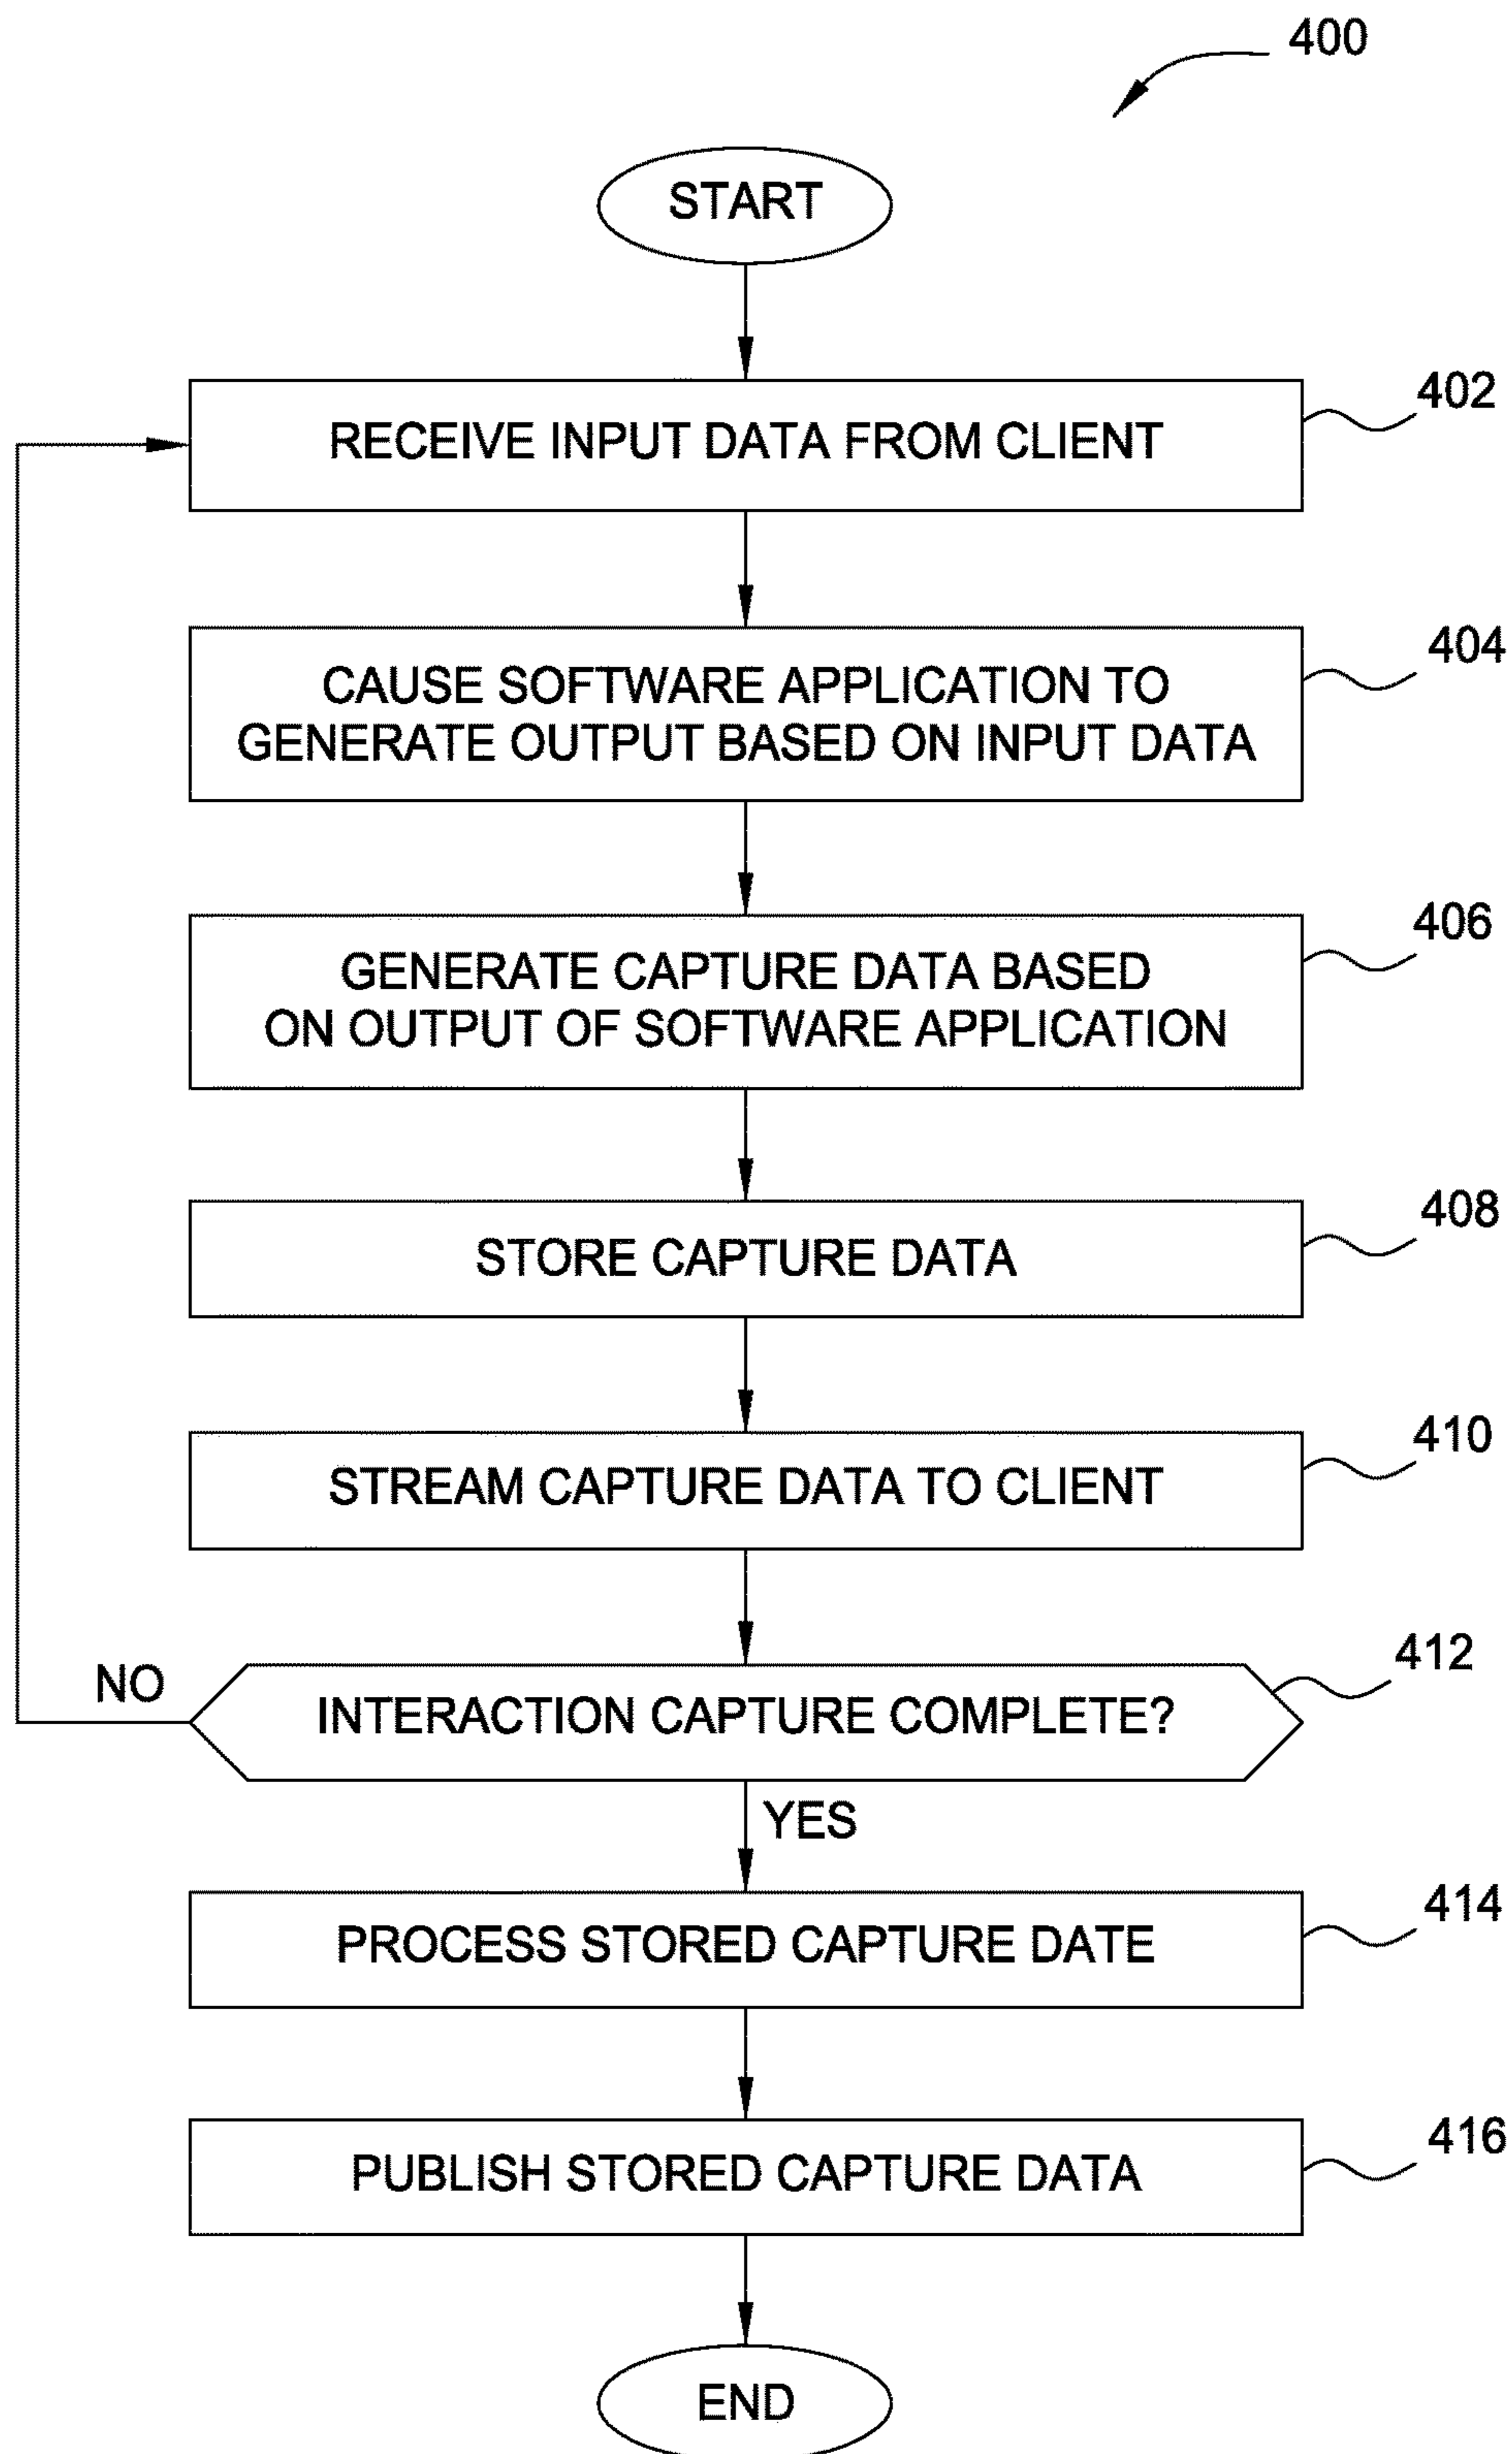 400
START
RECEIVE INPUT DATA FROM CLIENT
402
CAUSE SOFTWARE APPLICATION TO
GENERATE OUTPUT BASED ON INPUT DATA
404
GENERATE CAPTURE DATA BASED
ON OUTPUT OF SOFTWARE APPLICATION
406
STORE CAPTURE DATA
408
STREAM CAPTURE DATA TO CLIENT
410
NO
INTERACTION CAPTURE COMPLETE?
412
YES
PROCESS STORED CAPTURE DATE
414
PUBLISH STORED CAPTURE DATA
416
END